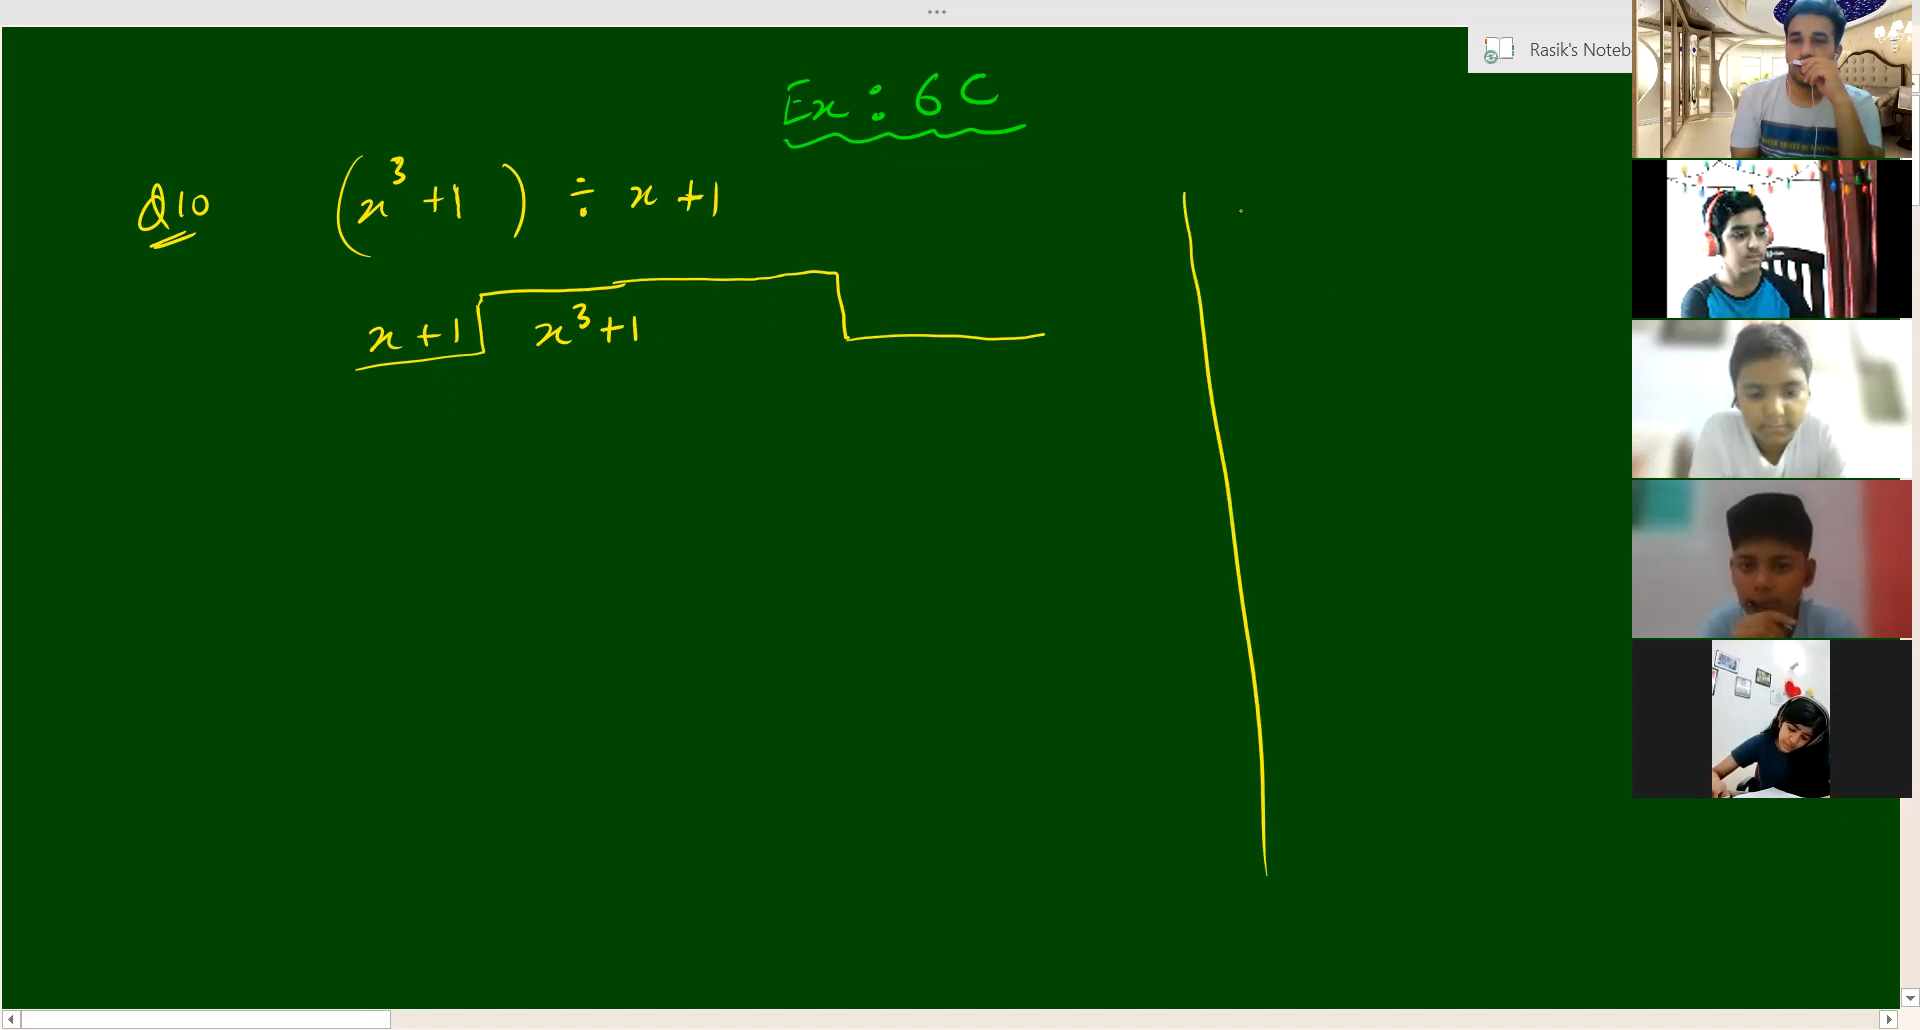 Rasik's Noteb
Ex : 6C
Q10 (x³ +1) ÷ x +1
x +1 x³+1